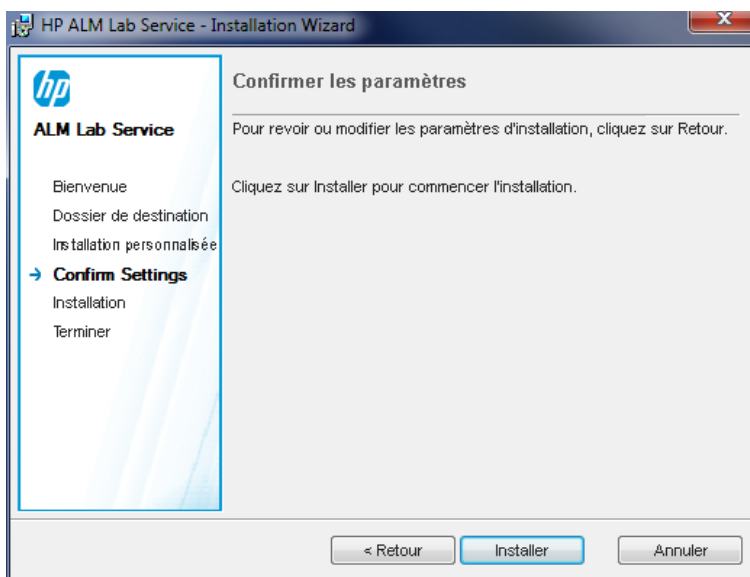 HP ALM Lab Service - Installation Wizard
hp
ALM Lab Service
Bienvenue
Dossier de destination
Installation personnalisée
Confirm Settings
Installation
Terminer
Confirmer les paramètres
Pour revoir ou modifier les paramètres d'installation, cliquez sur Retour.
Cliquez sur Installer pour commencer l'installation.
< Retour
Installer
Annuler